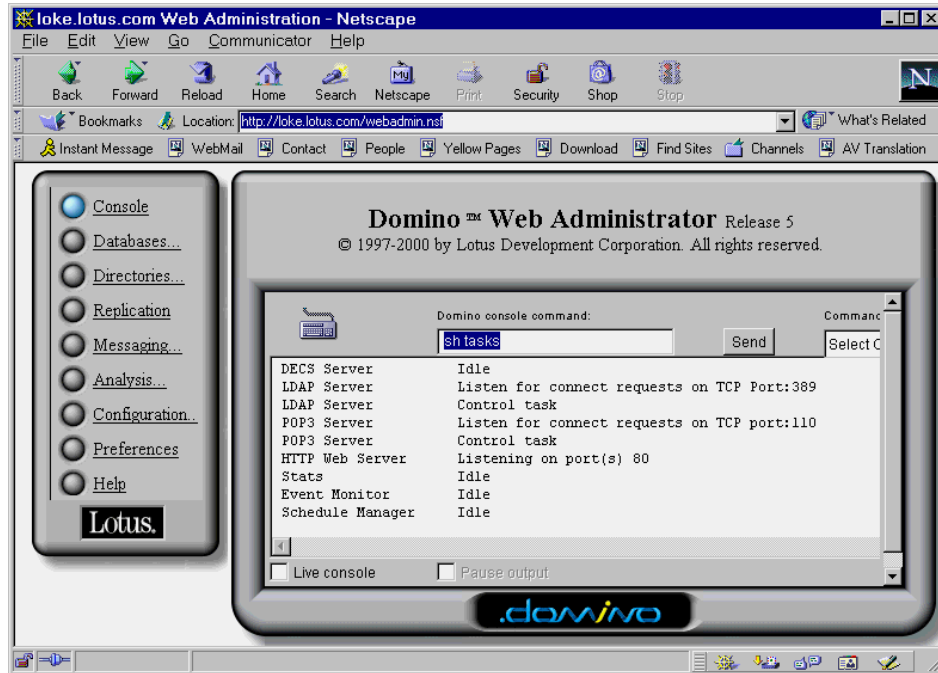 loke.lotus.com Web Administration - Netscape
File Edit View Go Communicator Help
Back Forward Reload Home Search Netscape Print Security Shop Stop
My
N
Bookmarks Location: http://loke.lotus.com/webadmin.nsf What's Related
Instant Message WebMail Contact People Yellow Pages Download Find Sites Channels AV Translation
Console
Databases...
Directories...
Replication
Messaging...
Analysis...
Configuration..
Preferences
Help
Lotus.
Domino ™ Web Administrator Release 5
© 1997-2000 by Lotus Development Corporation. All rights reserved.
Domino console command: Command
sh tasks Send Select C
DECS Server Idle
LDAP Server Listen for connect requests on TCP Port:389
LDAP Server Control task
POP3 Server Listen for connect requests on TCP port:110
POP3 Server Control task
HTTP Web Server Listening on port(s) 80
Stats Idle
Event Monitor Idle
Schedule Manager Idle
Live console Pause output
.domino